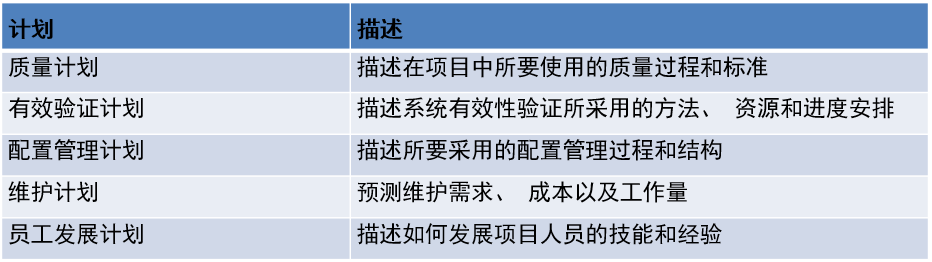 计划 描述
质量计划 描述在项目中所要使用的质量过程和标准
有效验证计划 描述系统有效性验证所采用的方法、 资源和进度安排
配置管理计划 描述所要采用的配置管理过程和结构
维护计划 预测维护需求、 成本以及工作量
员工发展计划 描述如何发展项目人员的技能和经验